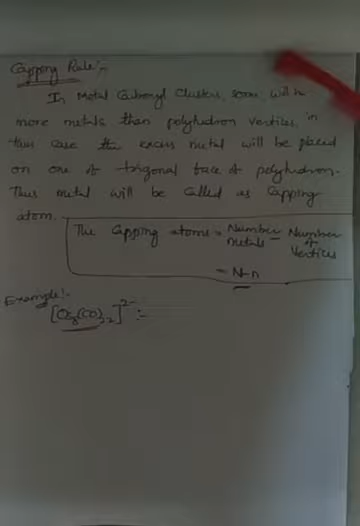 Capping Rule:-
In Metal Carbonyl Clusters, some will be
more metals than polyhedron vertices, in
this case the excess metal will be placed
on one of trigonal face of polyhedron.
Thus metal will be called as Capping
atom.
The Capping atoms = Number metals - Number of Vertices
= N-n
Example:-
[Os8(CO)22]2- :-